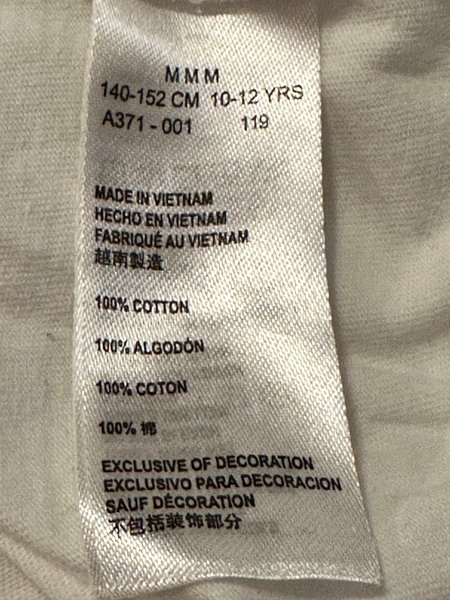 M M M
140-152 CM 10-12 YRS
A371 - 001 119
MADE IN VIETNAM
HECHO EN VIETNAM
FABRIQUÉ AU VIETNAM
越南製造
100% COTTON
100% ALGODÓN
100% COTON
100% 棉
EXCLUSIVE OF DECORATION
EXCLUSIVO PARA DECORACION
SAUF DÉCORATION
不包括装饰部分